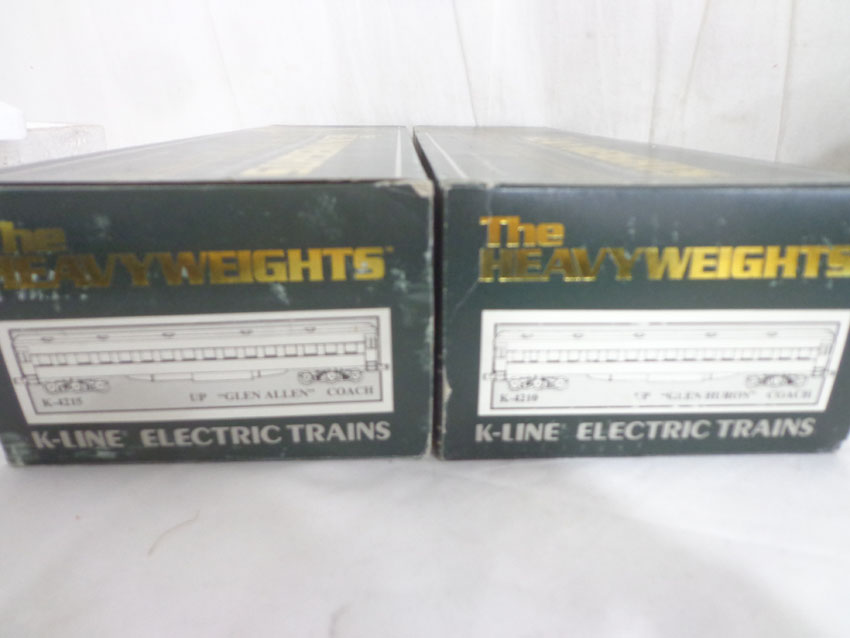 The
HEAVYWEIGHTS
K-4215 UP "GLEN ALLEN" COACH
K-LINE ELECTRIC TRAINS
The
HEAVYWEIGHTS
K-4210 UP "GLEN HURON" COACH
K-LINE ELECTRIC TRAINS